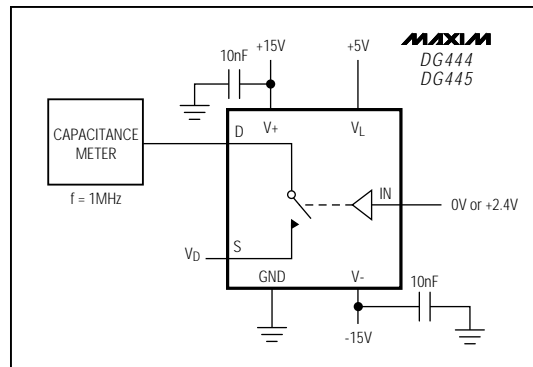 MAXIM
DG444
DG445
+15V
+5V
10nF
CAPACITANCE
METER
f = 1MHz
D
V+
VL
IN
0V or +2.4V
VD
S
GND
V-
10nF
-15V